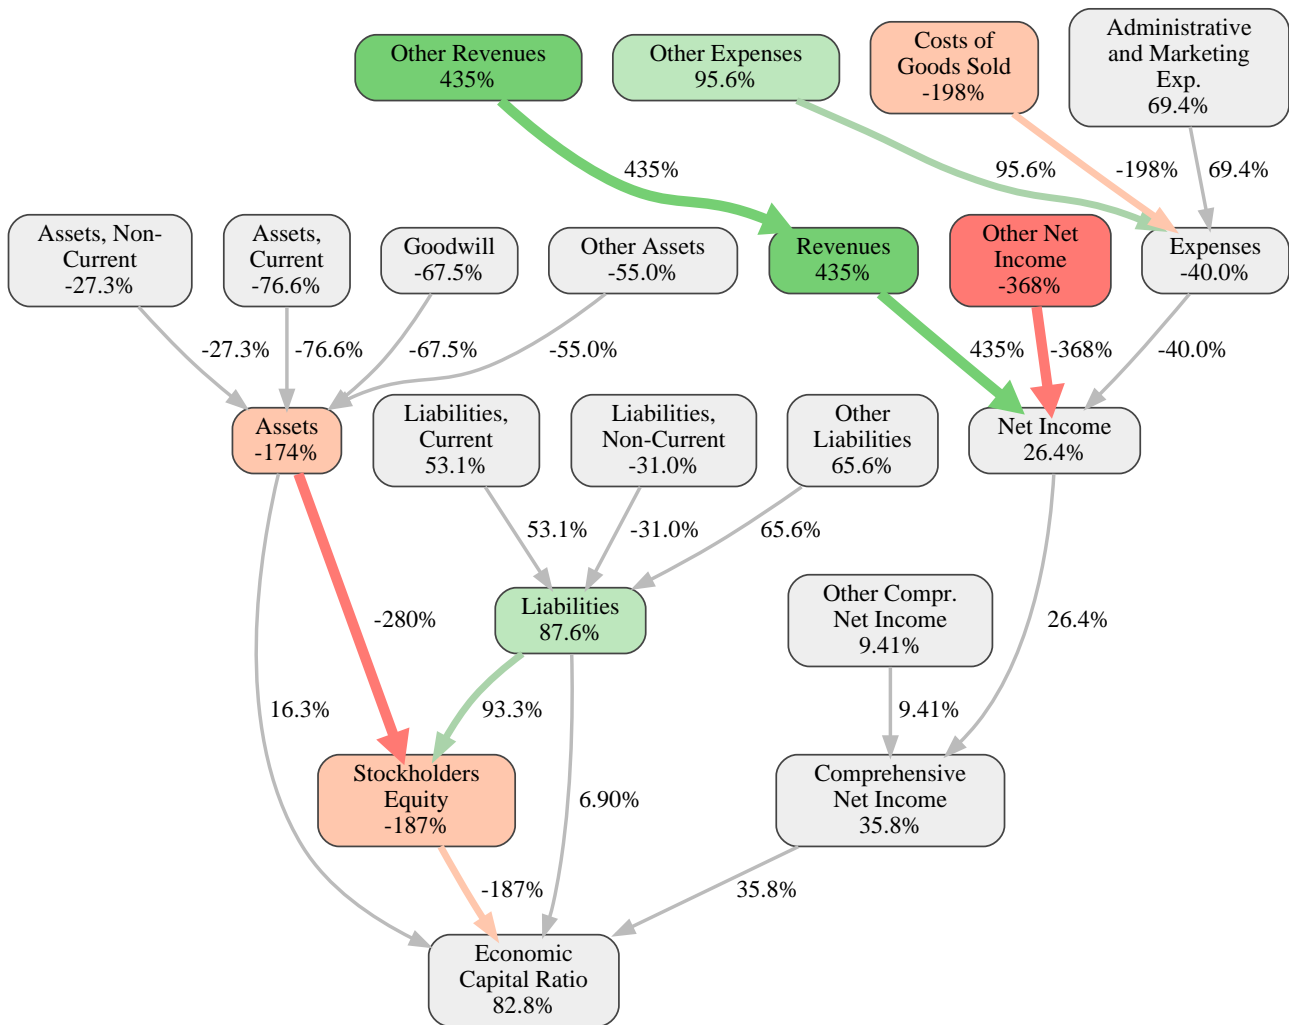 Other Revenues
435%
Other Expenses
95.6%
Costs of
Goods Sold
-198%
Administrative
and Marketing
Exp.
69.4%
435%
95.6%
-198%
69.4%
Assets, Non-
Current
-27.3%
Assets,
Current
-76.6%
Goodwill
-67.5%
Other Assets
-55.0%
Revenues
435%
Other Net
Income
-368%
Expenses
-40.0%
-27.3%
-76.6%
-67.5%
-55.0%
435%
-368%
-40.0%
Assets
-174%
Liabilities,
Current
53.1%
Liabilities,
Non-Current
-31.0%
Other
Liabilities
65.6%
Net Income
26.4%
53.1%
-31.0%
65.6%
-280%
Liabilities
87.6%
Other Compr.
Net Income
9.41%
26.4%
16.3%
93.3%
9.41%
Stockholders
Equity
-187%
6.90%
Comprehensive
Net Income
35.8%
-187%
35.8%
Economic
Capital Ratio
82.8%